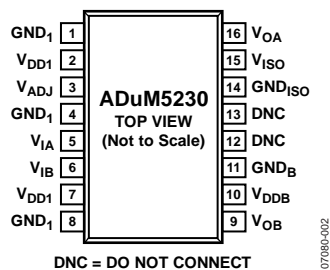 GND1 1 16 VOA
VDD1 2 15 VISO
VADJ 3 ADuM5230 14 GNDISO
GND1 4 TOP VIEW 13 DNC
VIA 5 (Not to Scale) 12 DNC
VIB 6 11 GNDB
VDD1 7 10 VDDB
GND1 8 9 VOB
DNC = DO NOT CONNECT
07080-002